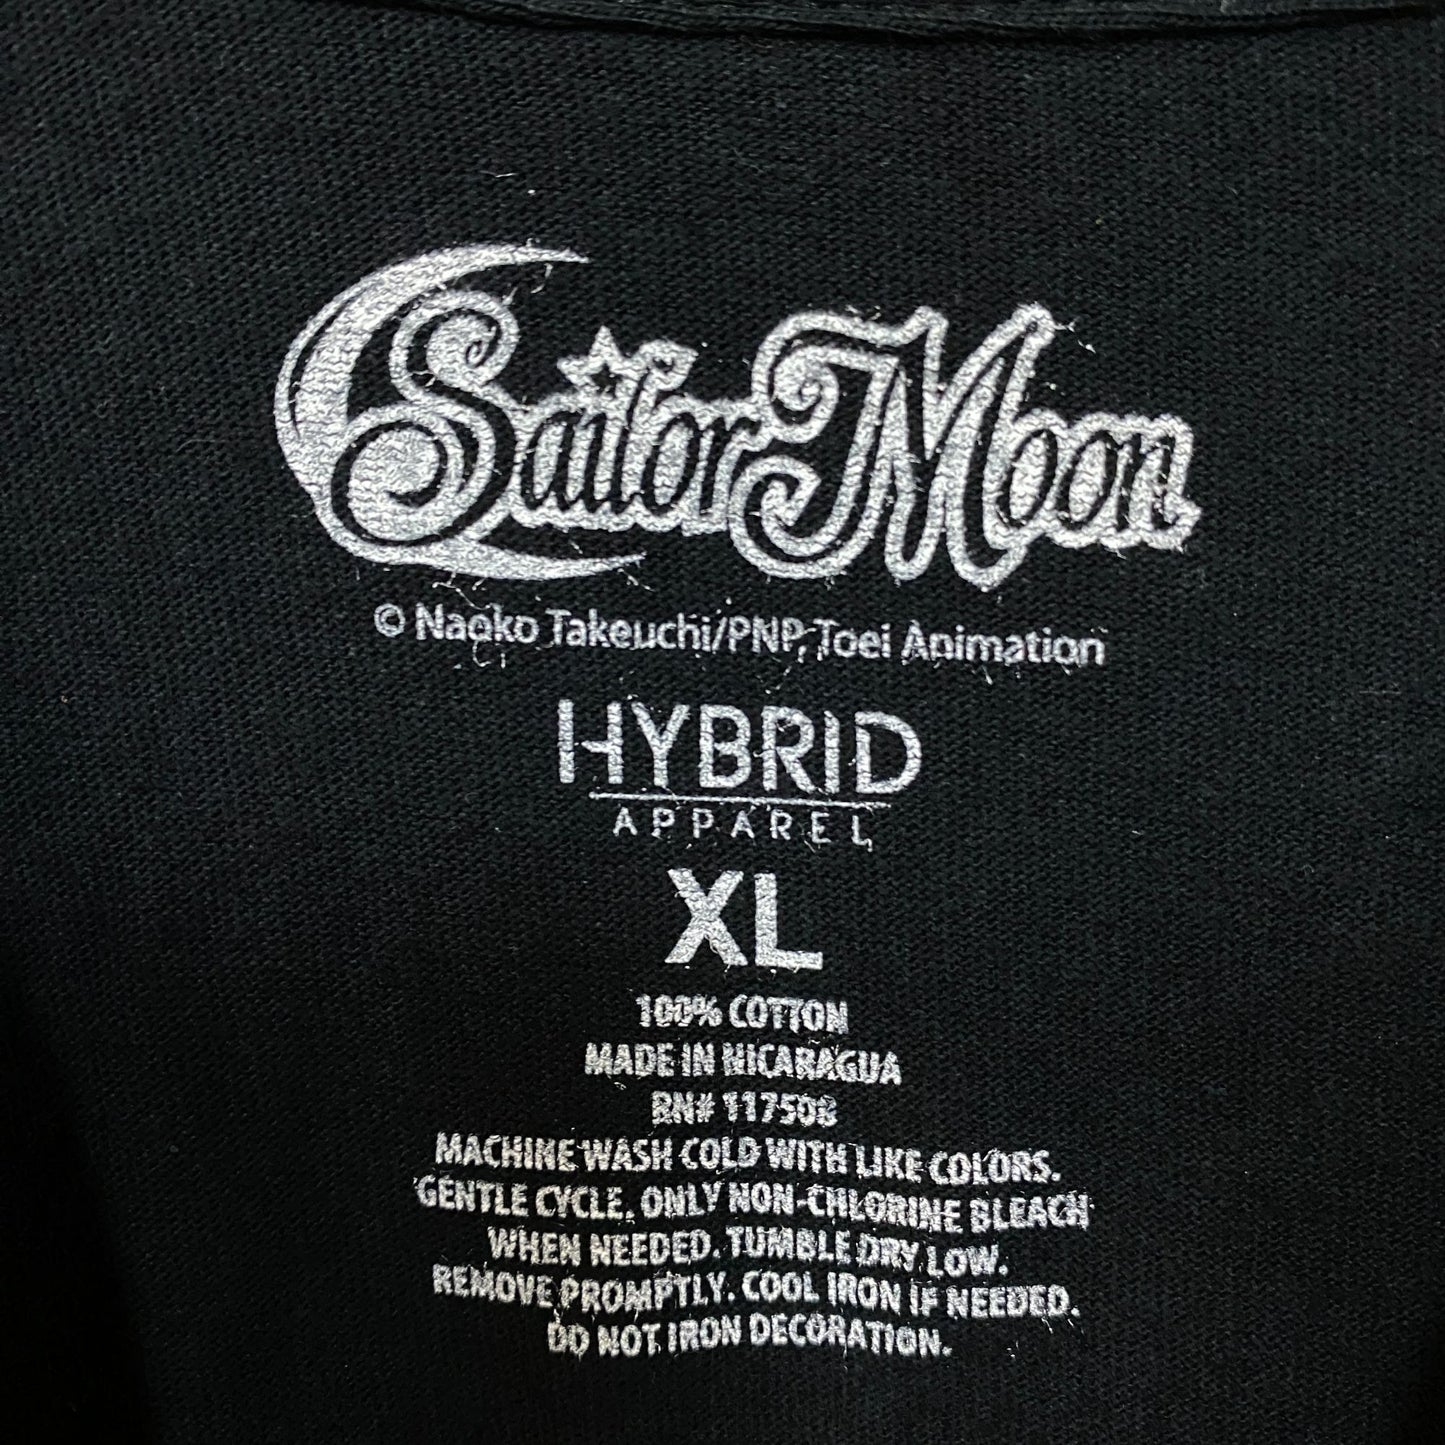 Sailor Moon
© Naoko Takeuchi/PNP, Toei Animation
HYBRID
APPAREL
XL
100% COTTON
MADE IN NICARAGUA
RN# 117508
MACHINE WASH COLD WITH LIKE COLORS.
GENTLE CYCLE. ONLY NON-CHLORINE BLEACH
WHEN NEEDED. TUMBLE DRY LOW.
REMOVE PROMPTLY. COOL IRON IF NEEDED.
DO NOT IRON DECORATION.